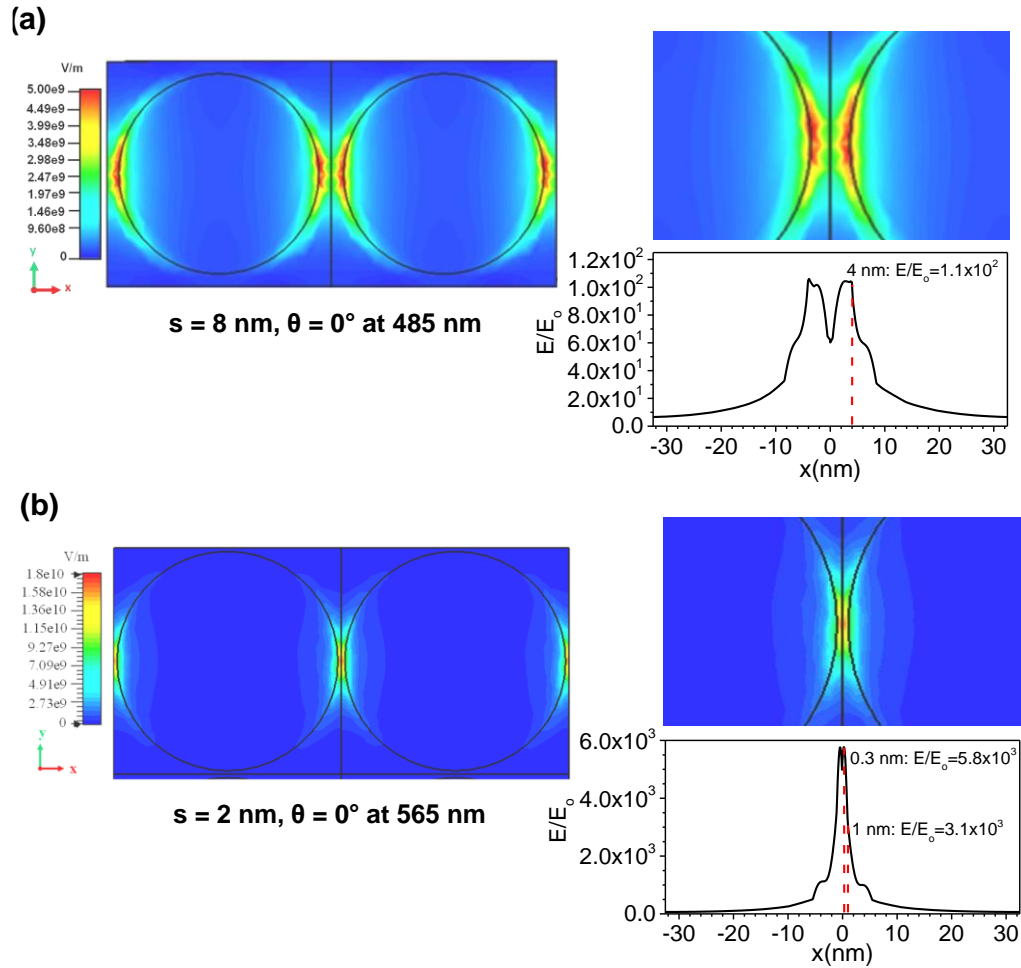 (a)
V/m
5.00e9
4.49e9
3.99e9
3.48e9
2.98e9
2.47e9
1.97e9
1.46e9
9.60e8
0
y
x
s = 8 nm, θ = 0° at 485 nm
1.2x10²
1.0x10²
8.0x10¹
6.0x10¹
4.0x10¹
2.0x10¹
0.0
E/Eₒ
4 nm: E/Eₒ=1.1x10²
-30 -20 -10 0 10 20 30
x(nm)
(b)
V/m
1.8e10
1.58e10
1.36e10
1.15e10
9.27e9
7.09e9
4.91e9
2.73e9
0
y
x
s = 2 nm, θ = 0° at 565 nm
6.0x10³
4.0x10³
2.0x10³
0.0
E/Eₒ
0.3 nm: E/Eₒ=5.8x10³
1 nm: E/Eₒ=3.1x10³
-30 -20 -10 0 10 20 30
x(nm)